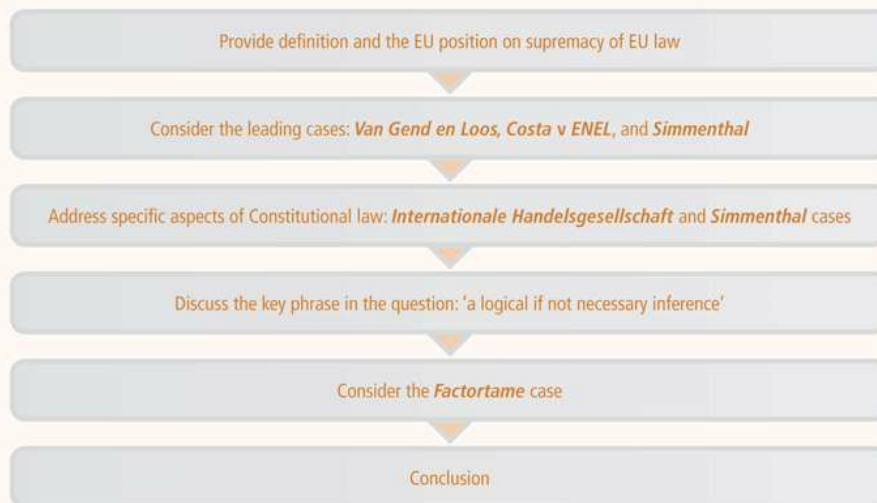 Provide definition and the EU position on supremacy of EU law
Consider the leading cases: Van Gend en Loos, Costa v ENEL, and Simmenthal
Address specific aspects of Constitutional law: Internationale Handelsgesellschaft and Simmenthal cases
Discuss the key phrase in the question: ‘a logical if not necessary inference’
Consider the Factortame case
Conclusion